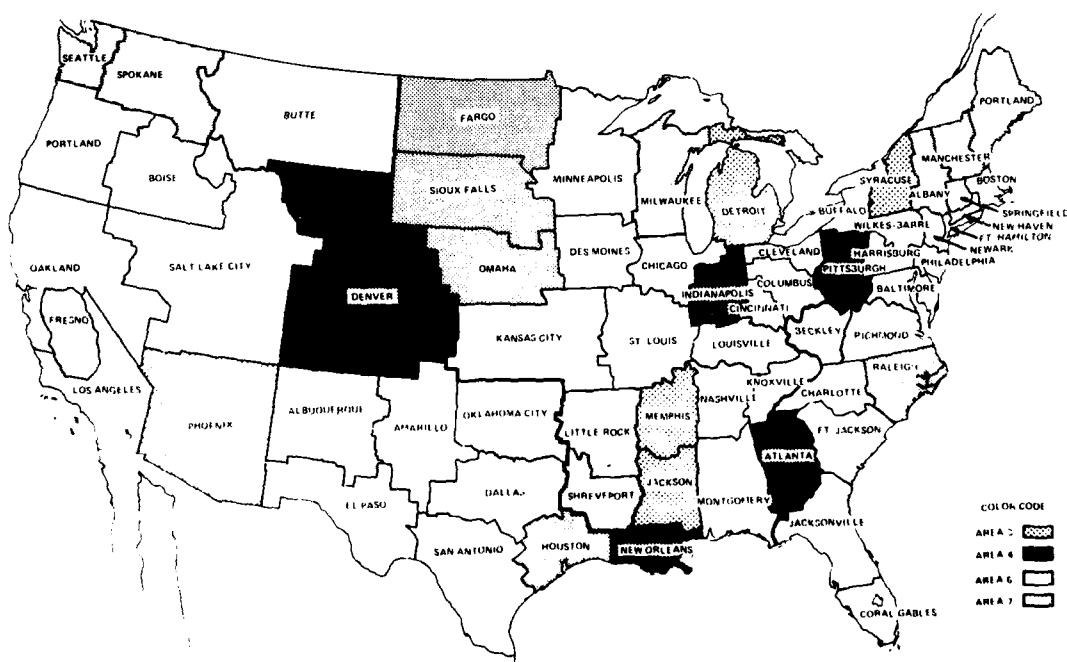 SEATTLE
SPOKANE
BUTTE
FARGO
PORTLAND
PORTLAND
BOISE
SIOUX FALLS
MINNEAPOLIS
MILWAUKEE
DETROIT
SYRACUSE
MANCHESTER
ALBANY
BOSTON
BUFFALO
SPRINGFIELD
WILKES-BARRE
NEW HAVEN
FT HAMILTON
NEWARK
OAKLAND
SALT LAKE CITY
OMAHA
DES MOINES
CHICAGO
CLEVELAND
HARRISBURG
PITTSBURGH
PHILADELPHIA
DENVER
INDIANAPOLIS
COLUMBUS
BALTIMORE
CINCINNATI
FRESNO
KANSAS CITY
ST. LOUIS
LOUISVILLE
BECKLEY
RICHMOND
RALEIGH
LOS ANGELES
KNOXVILLE
CHARLOTTE
NASHVILLE
ALBUQUERQUE
OKLAHOMA CITY
MEMPHIS
PHOENIX
AMARILLO
LITTLE ROCK
FT. JACKSON
ATLANTA
JACKSON
DALLAS
SHREVEPORT
MONTGOMERY
EL PASO
JACKSONVILLE
SAN ANTONIO
HOUSTON
NEW ORLEANS
CORAL GABLES
COLOR CODE
AREA
AREA 4
AREA 6
AREA 7